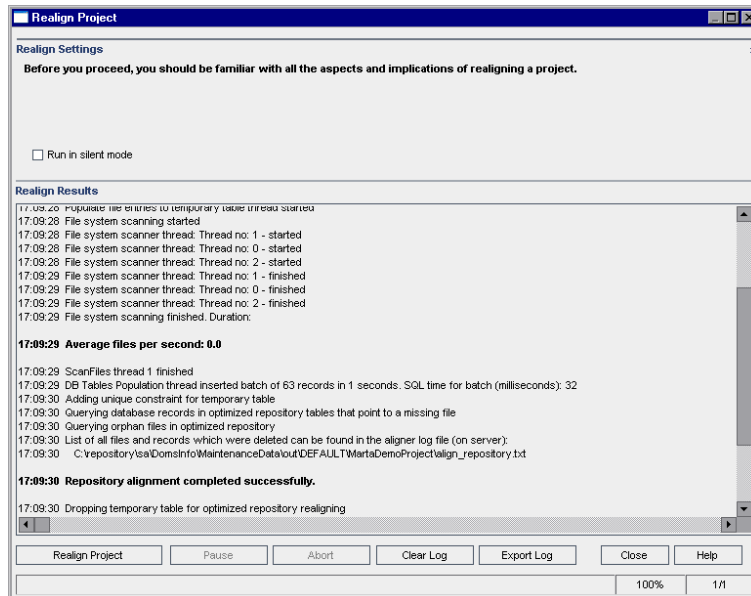 Realign Project
Realign Settings
Before you proceed, you should be familiar with all the aspects and implications of realigning a project.
Run in silent mode
Realign Results
17:09:28 Populate file entries to temporary table thread started
17:09:28 File system scanning started
17:09:28 File system scanner thread: Thread no: 1 - started
17:09:28 File system scanner thread: Thread no: 0 - started
17:09:28 File system scanner thread: Thread no: 2 - started
17:09:29 File system scanner thread: Thread no: 1 - finished
17:09:29 File system scanner thread: Thread no: 0 - finished
17:09:29 File system scanner thread: Thread no: 2 - finished
17:09:29 File system scanning finished. Duration:
17:09:29 Average files per second: 0.0
17:09:29 ScanFiles thread 1 finished
17:09:29 DB Tables Population thread inserted batch of 63 records in 1 seconds. SQL time for batch (milliseconds): 32
17:09:30 Adding unique constraint for temporary table
17:09:30 Querying database records in optimized repository tables that point to a missing file
17:09:30 Querying orphan files in optimized repository
17:09:30 List of all files and records which were deleted can be found in the aligner log file (on server):
17:09:30 C:\repository\sa\DomsInfo\MaintenanceData\out\DEFAULT\MartaDemoProject\align_repository.txt
17:09:30 Repository alignment completed successfully.
17:09:30 Dropping temporary table for optimized repository realigning
Realign Project Pause Abort Clear Log Export Log Close Help
100% 1/1